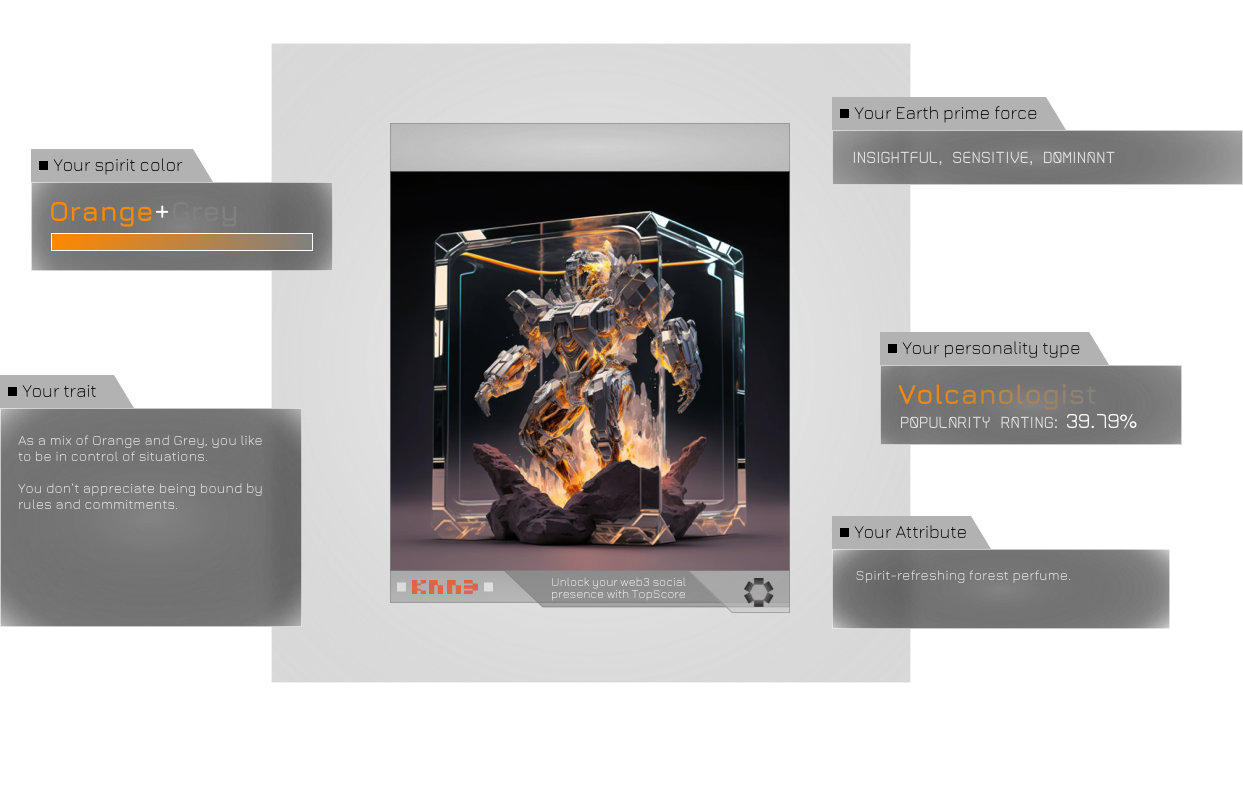 Your Earth prime force
INSIGHTFUL, SENSITIVE, DOMINANT
Your spirit color
Orange+Grey
Your personality type
Volcanologist
POPULARITY RATING: 39.79%
Your trait
As a mix of Orange and Grey, you like
to be in control of situations.
You don't appreciate being bound by
rules and commitments.
Your Attribute
Spirit-refreshing forest perfume.
KNN3
Unlock your web3 social
presence with TopScore